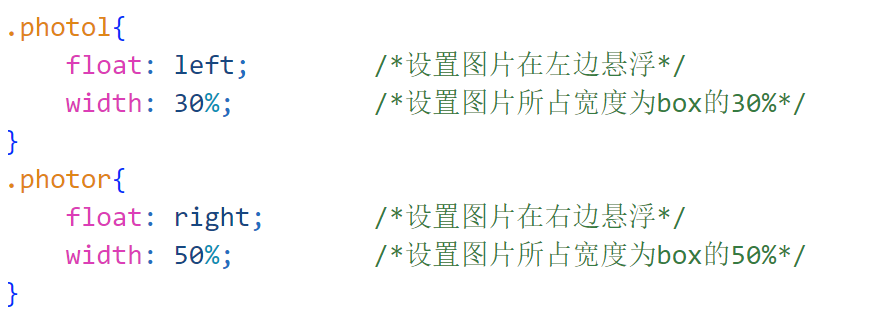 .photol{
    float: left;        /*设置图片在左边悬浮*/
    width: 30%;         /*设置图片所占宽度为box的30%*/
}
.photor{
    float: right;       /*设置图片在右边悬浮*/
    width: 50%;         /*设置图片所占宽度为box的50%*/
}